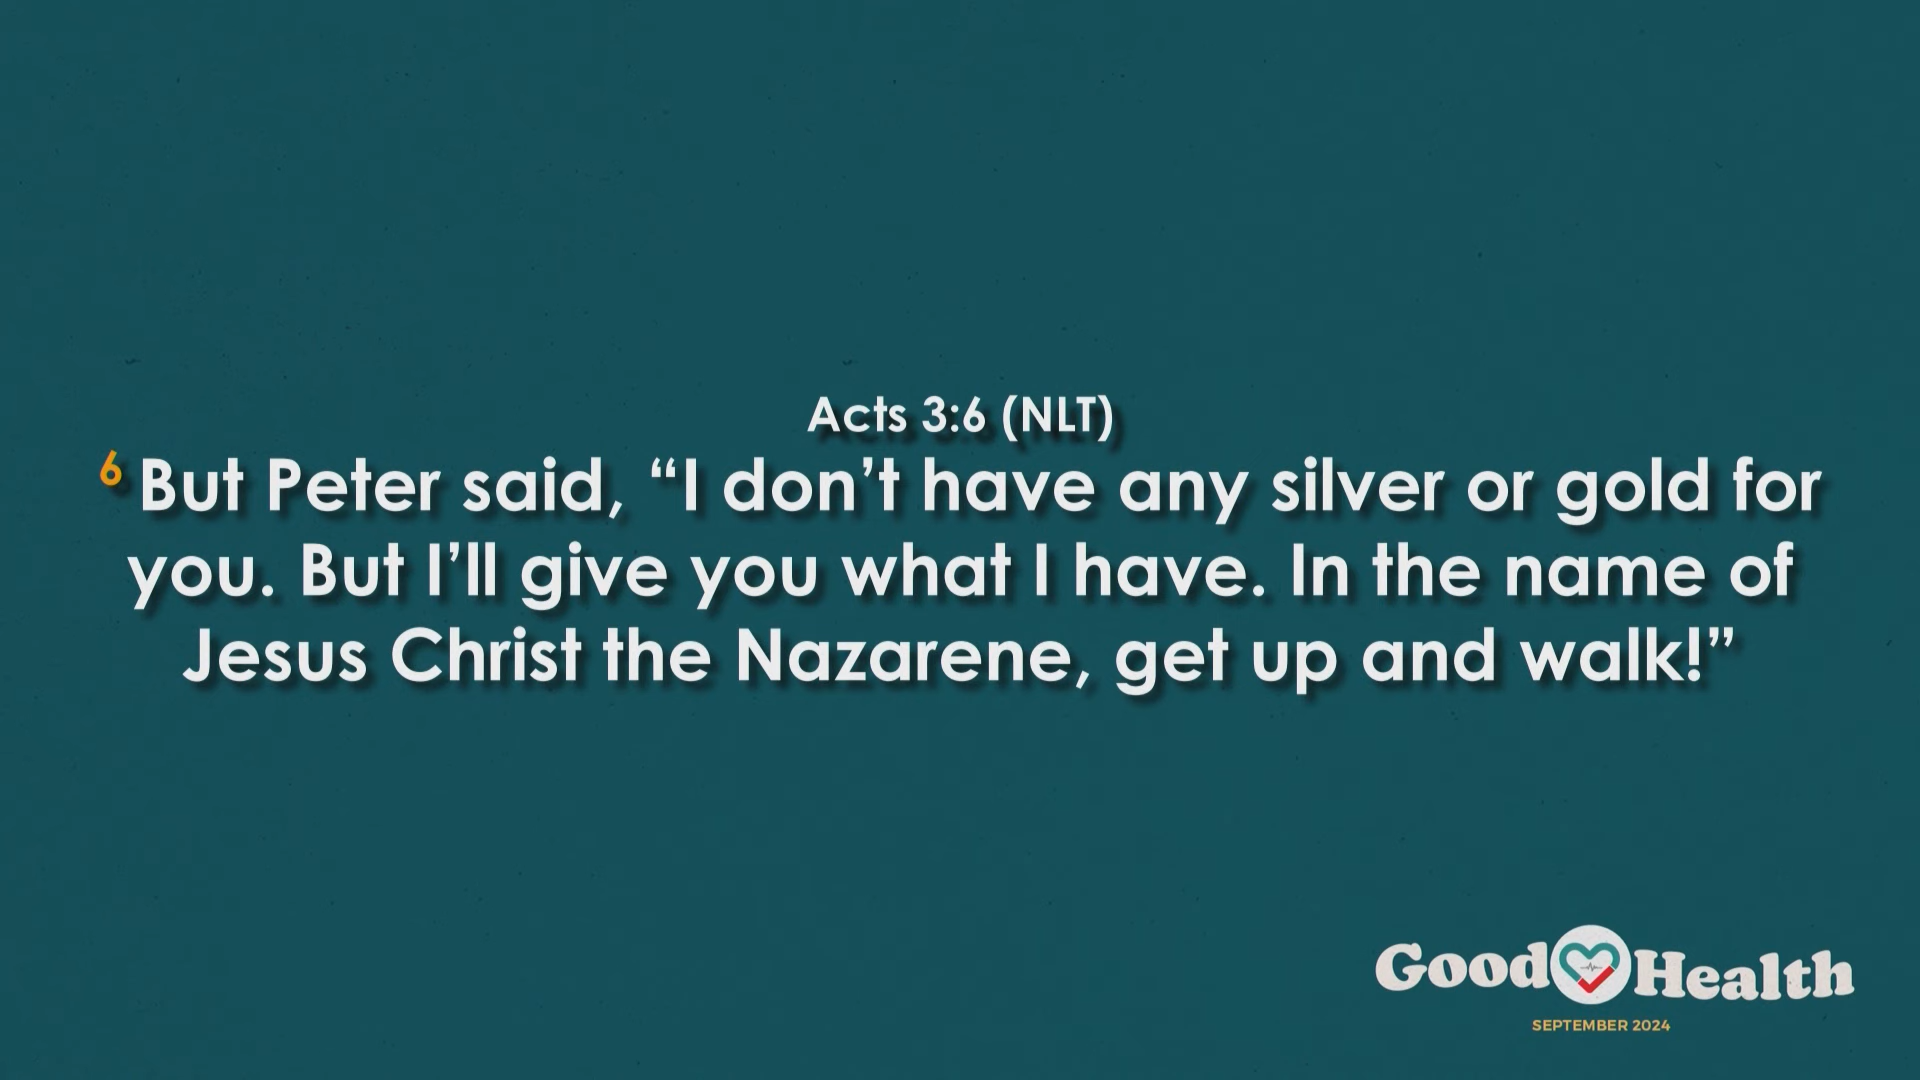 Acts 3:6 (NLT)
6 But Peter said, “I don’t have any silver or gold for
you. But I’ll give you what I have. In the name of
Jesus Christ the Nazarene, get up and walk!”
Good Health
SEPTEMBER 2024